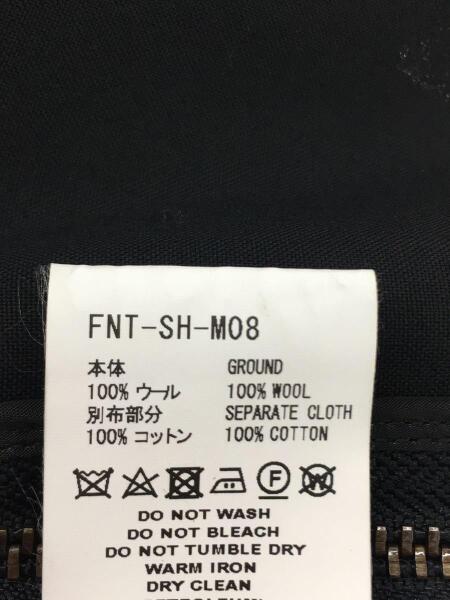 FNT-SH-M08
本体 GROUND
100% ウール 100% WOOL
別布部分 SEPARATE CLOTH
100% コットン 100% COTTON
F W
DO NOT WASH
DO NOT BLEACH
DO NOT TUMBLE DRY
WARM IRON
DRY CLEAN